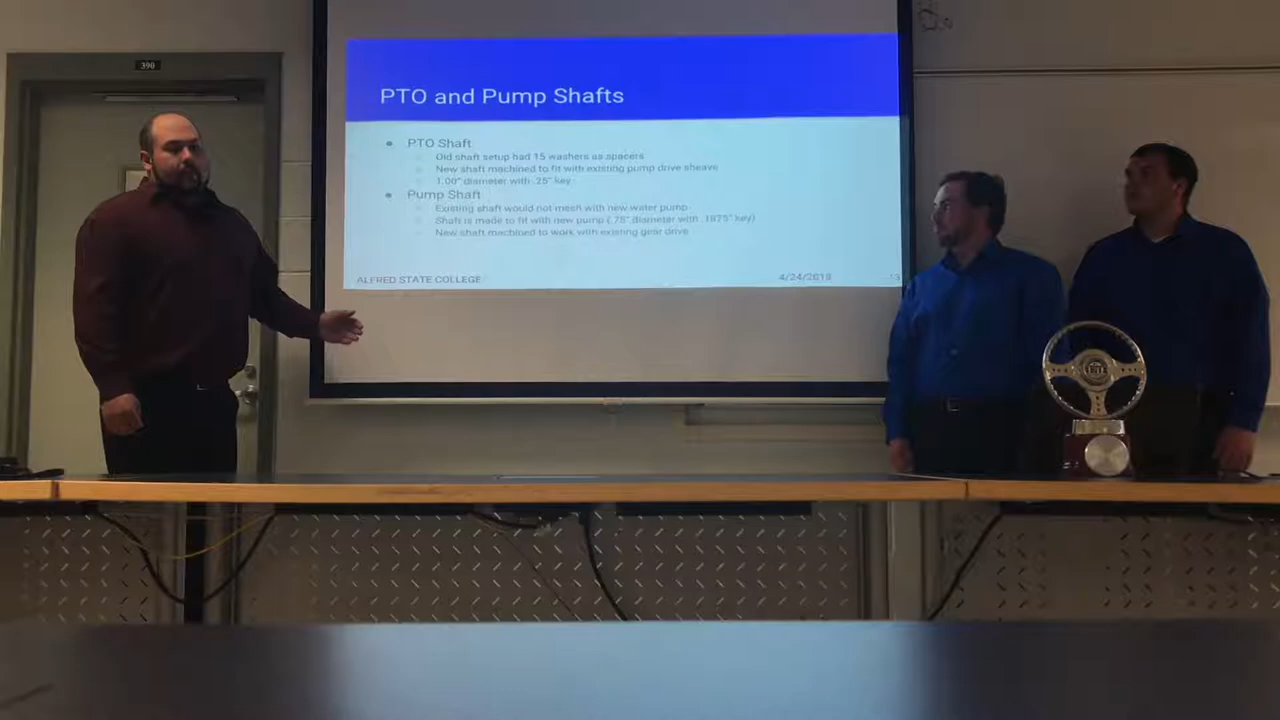 390
PTO and Pump Shafts
PTO Shaft
Old shaft setup had 15 washers as spacers
New shaft machined to fit with existing pump drive sheave
1.00" diameter with .25" key
Pump Shaft
Existing shaft would not mesh with new water pump
Shaft is made to fit with new pump (.75" diameter with .1875" key)
New shaft machined to work with existing gear drive
ALFRED STATE COLLEGE
4/24/2019
13